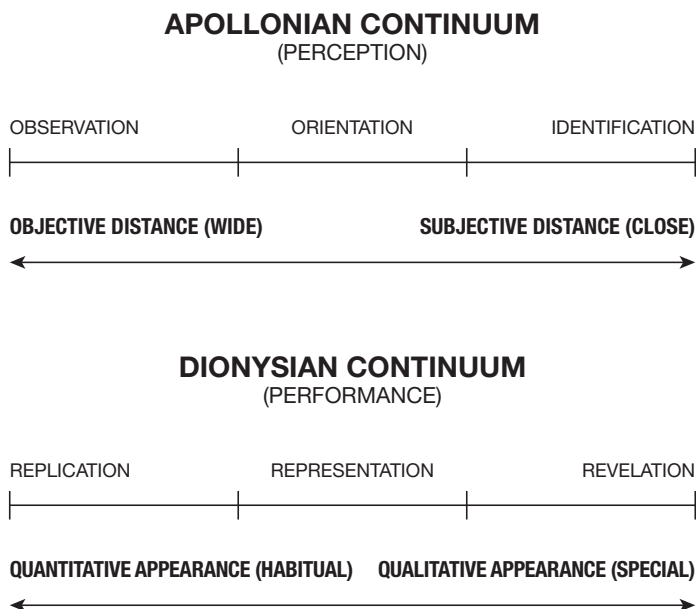 APOLLONIAN CONTINUUM
(PERCEPTION)
OBSERVATION ORIENTATION IDENTIFICATION
OBJECTIVE DISTANCE (WIDE) SUBJECTIVE DISTANCE (CLOSE)
DIONYSIAN CONTINUUM
(PERFORMANCE)
REPLICATION REPRESENTATION REVELATION
QUANTITATIVE APPEARANCE (HABITUAL) QUALITATIVE APPEARANCE (SPECIAL)